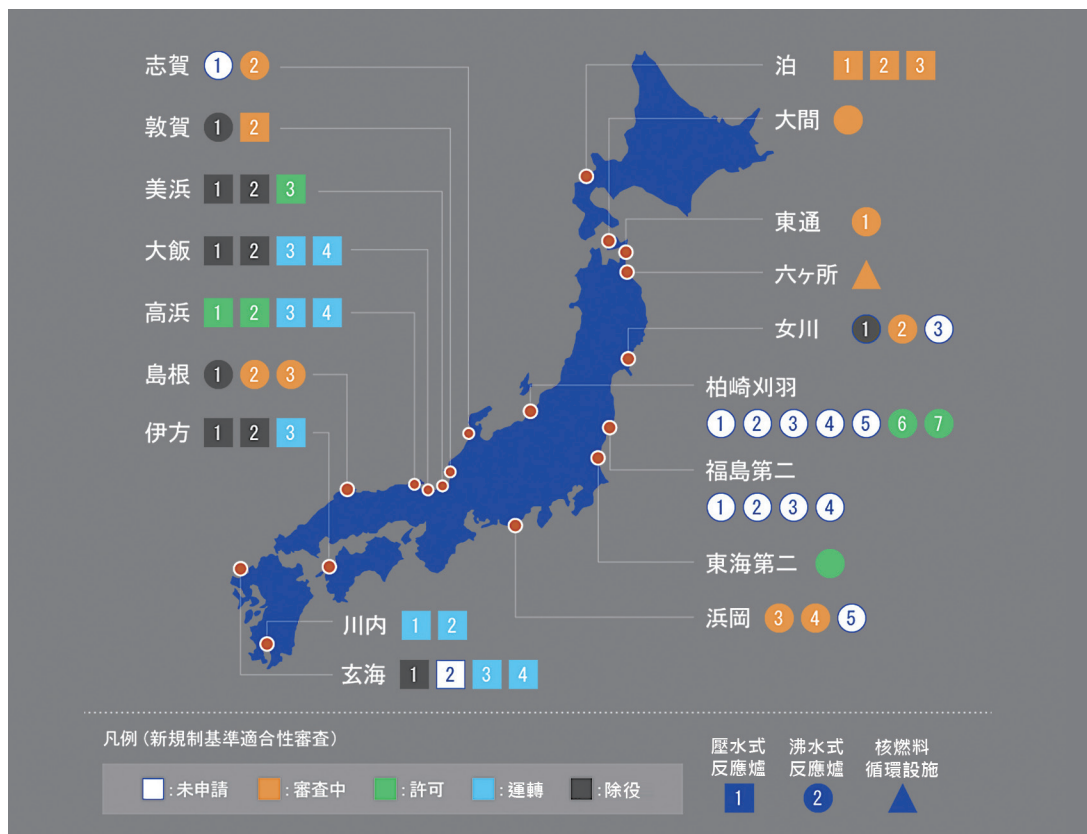 志賀 1 2
敦賀 1 2
美浜 1 2 3
大飯 1 2 3 4
高浜 1 2 3 4
島根 1 2 3
伊方 1 2 3
泊 1 2 3
大間
東通 1
六ヶ所
女川 1 2 3
柏崎刈羽
1 2 3 4 5 6 7
福島第二
1 2 3 4
東海第二
浜岡 3 4 5
川内 1 2
玄海 1 2 3 4
凡例（新規制基準適合性審査）
:未申請 :審査中 :許可 :運轉 :除役
壓水式
反應爐
1
沸水式
反應爐
2
核燃料
循環設施